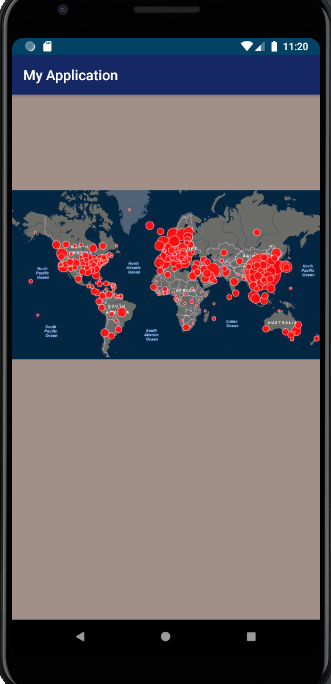 11:20
My Application
North
Pacific
Ocean
North
Atlantic
Ocean
North
Pacific
Ocean
AFRICA
South
Pacific
Ocean
South
Atlantic
Ocean
Indian
Ocean
AUSTRALIA